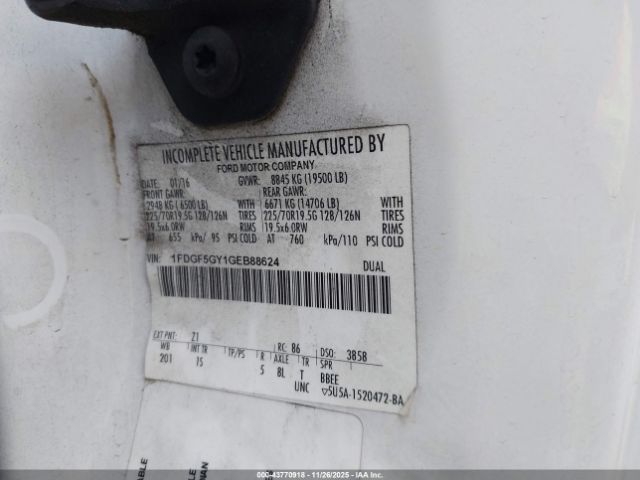 INCOMPLETE VEHICLE MANUFACTURED BY
FORD MOTOR COMPANY
DATE: 01/16 GVWR: 8845 KG (19500 LB)
FRONT GAWR: REAR GAWR:
2948 KG (6500 LB) WITH 6671 KG (14706 LB) WITH
225/70R19.5G 128/126N TIRES 225/70R19.5G 128/126N TIRES
19.5x6.0RW RIMS 19.5x6.0RW RIMS
AT 655 kPa/ 95 PSI COLD AT 760 kPa/110 PSI COLD
VIN: 1FDGF5GY1GEB88624
DUAL
EXT PNT: Z1 RC: 86 DSO: 3B58
WB INT TR TP/PS R AXLE TR SPR
201 5 8L T BBEE
UNC ▽5U5A-1520472-BA
ABLE
000-43770918 | 11/26/2025 - Copyright © IAA